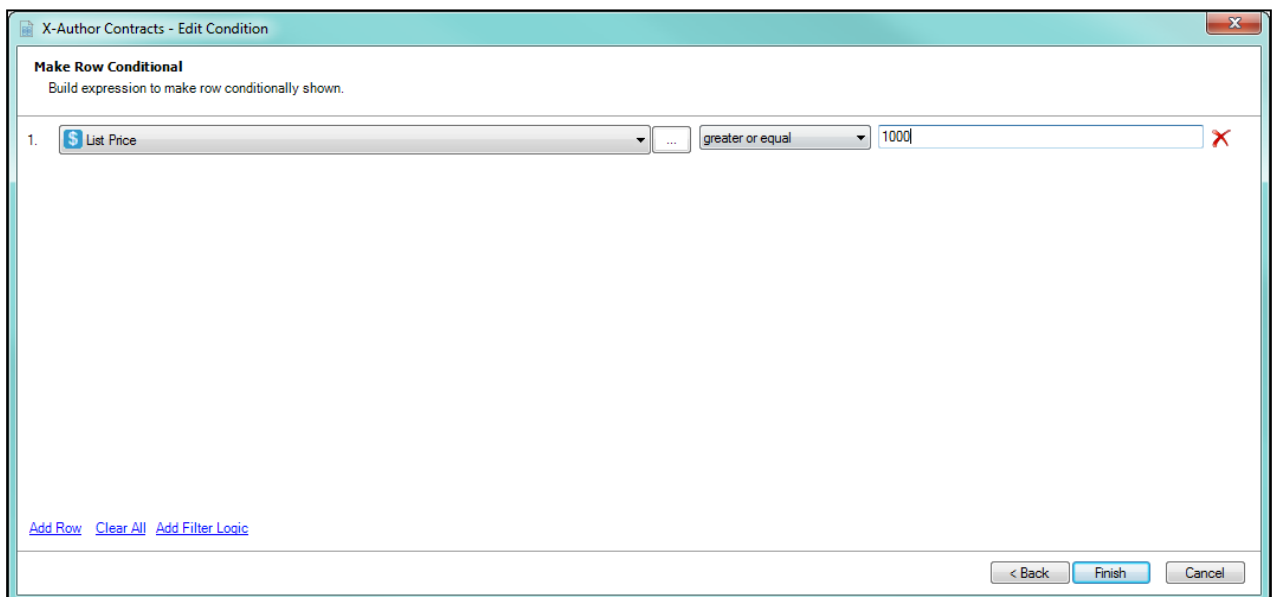 X-Author Contracts - Edit Condition
X
Make Row Conditional
Build expression to make row conditionally shown.
1. $ List Price ... greater or equal 1000
Add Row Clear All Add Filter Logic
< Back Finish Cancel